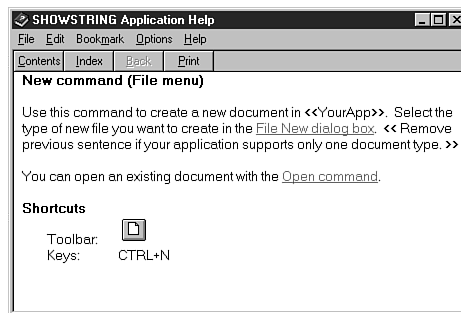 SHOWSTRING Application Help
File Edit Bookmark Options Help
Contents Index Back Print
New command (File menu)
Use this command to create a new document in <<YourApp>>. Select the
type of new file you want to create in the File New dialog box. << Remove
previous sentence if your application supports only one document type. >>
You can open an existing document with the Open command.
Shortcuts
Toolbar:
Keys: CTRL+N